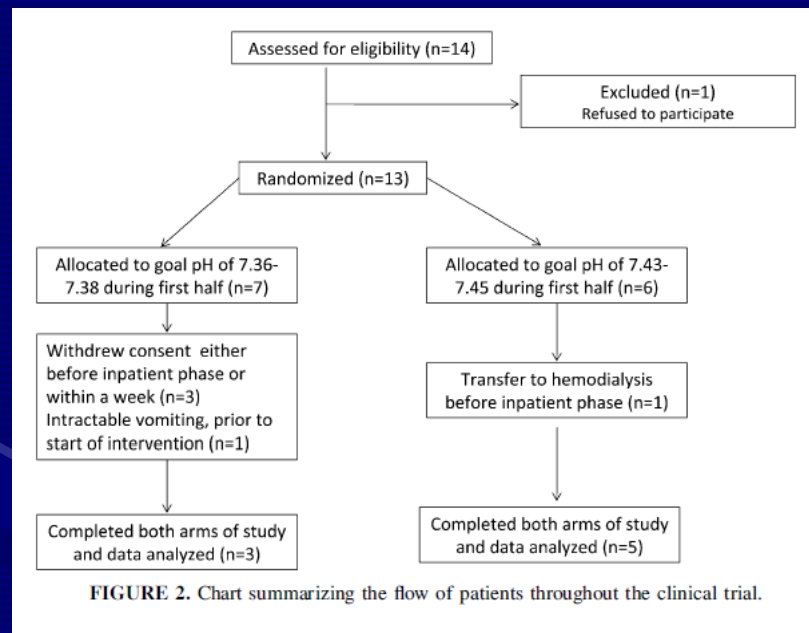 Assessed for eligibility (n=14)
Excluded (n=1)
Refused to participate
Randomized (n=13)
Allocated to goal pH of 7.36-
7.38 during first half (n=7)
Allocated to goal pH of 7.43-
7.45 during first half (n=6)
Withdrew consent either
before inpatient phase or
within a week (n=3)
Intractable vomiting, prior to
start of intervention (n=1)
Transfer to hemodialysis
before inpatient phase (n=1)
Completed both arms of study
and data analyzed (n=3)
Completed both arms of study
and data analyzed (n=5)
FIGURE 2. Chart summarizing the flow of patients throughout the clinical trial.